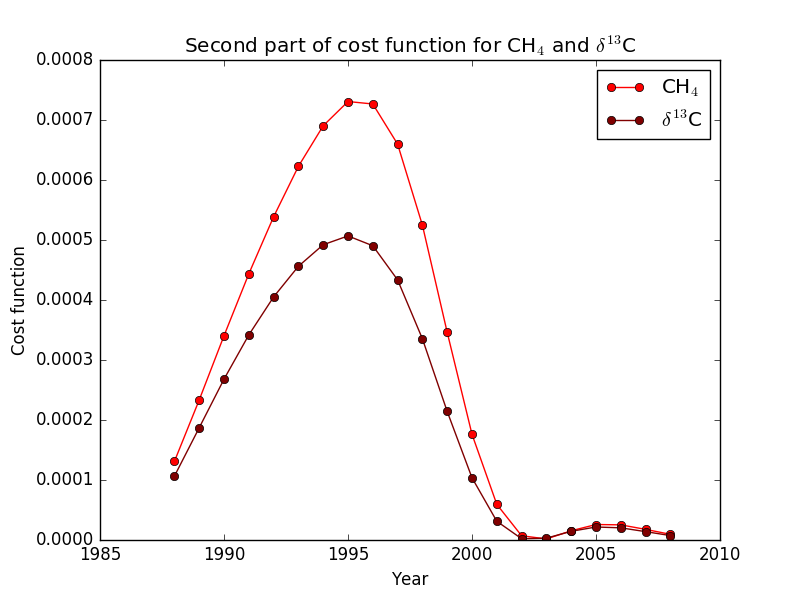 Second part of cost function for CH₄ and δ¹³C
CH₄
δ¹³C
0.0008
0.0007
0.0006
0.0005
0.0004
0.0003
0.0002
0.0001
0.0000
Cost function
1985 1990 1995 2000 2005 2010
Year